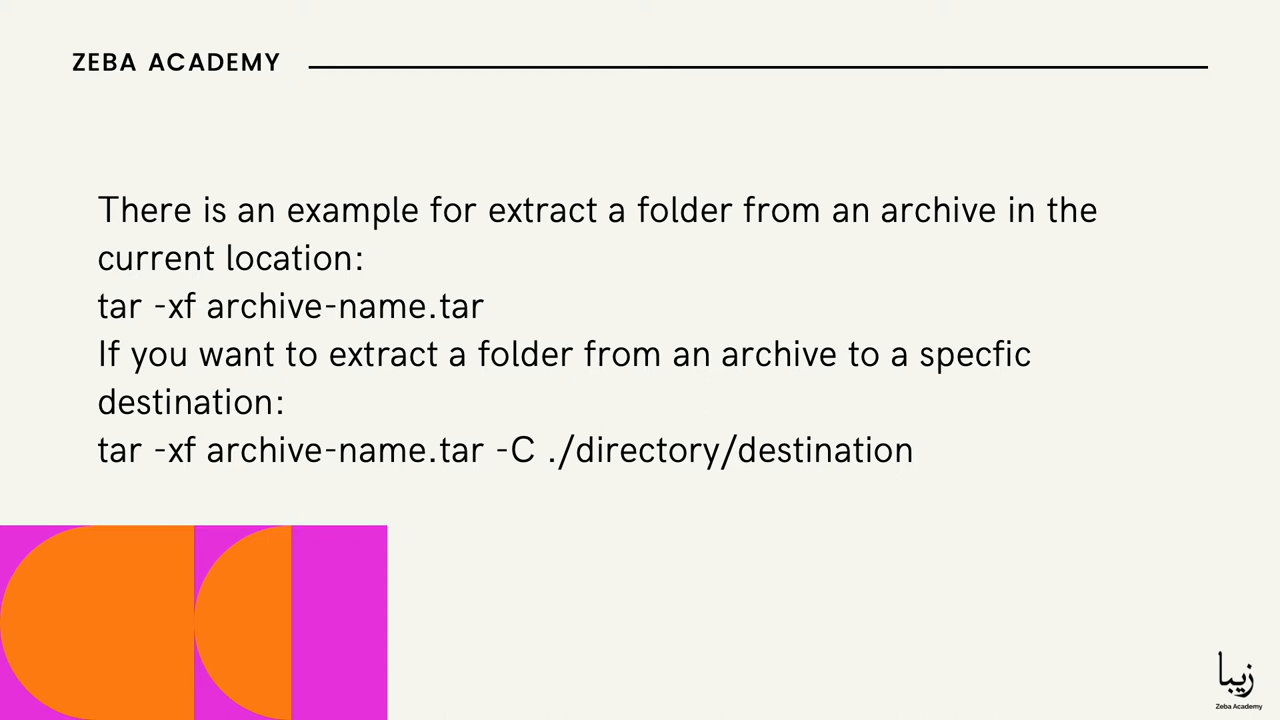 ZEBA ACADEMY
There is an example for extract a folder from an archive in the
current location:
tar -xf archive-name.tar
If you want to extract a folder from an archive to a specfic
destination:
tar -xf archive-name.tar -C ./directory/destination
زیبا
Zeba Academy